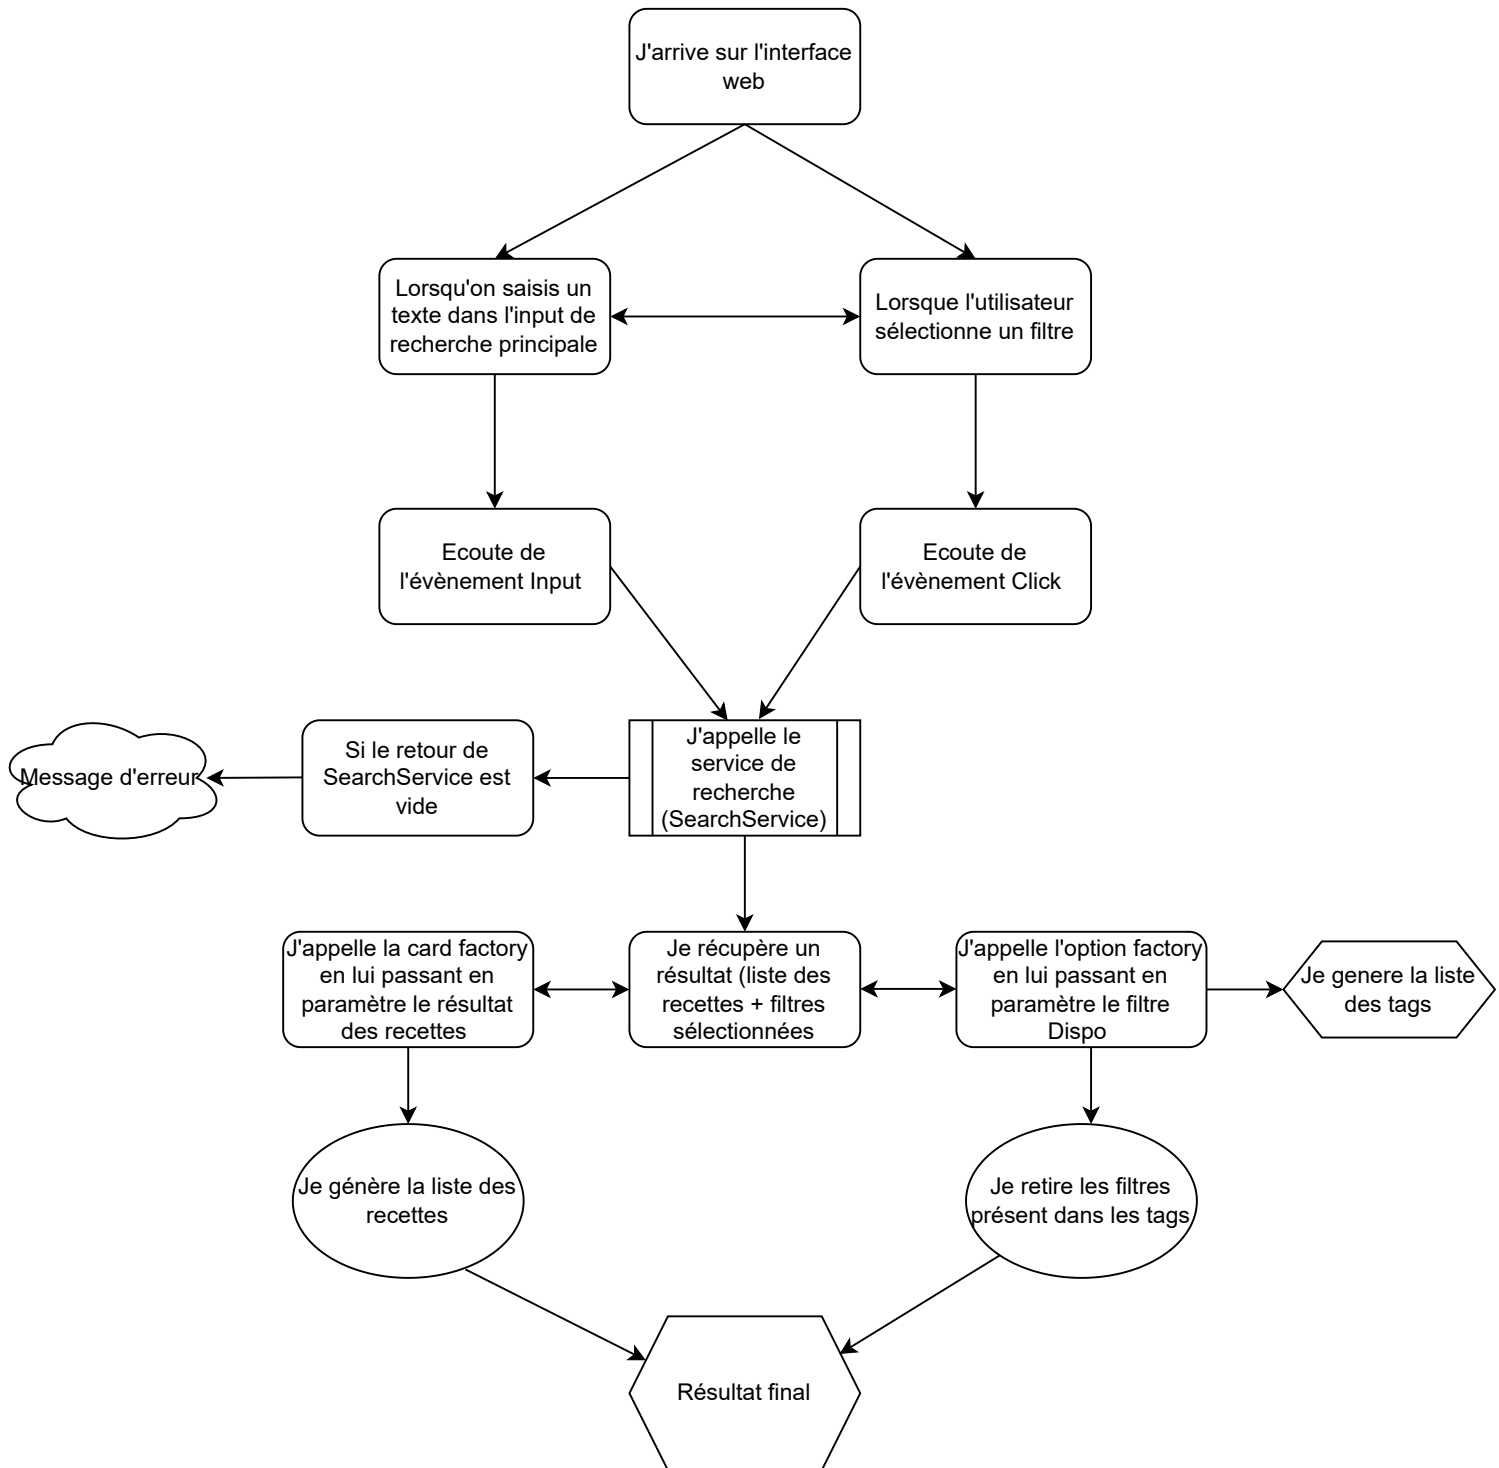 J'arrive sur l'interface
web
Lorsqu'on saisis un
texte dans l'input de
recherche principale
Lorsque l'utilisateur
sélectionne un filtre
Ecoute de
l'évènement Input
Ecoute de
l'évènement Click
Message d'erreur
Si le retour de
SearchService est
vide
J'appelle le
service de
recherche
(SearchService)
J'appelle la card factory
en lui passant en
paramètre le résultat
des recettes
Je récupère un
résultat (liste des
recettes + filtres
sélectionnées
J'appelle l'option factory
en lui passant en
paramètre le filtre
Dispo
Je genere la liste
des tags
Je génère la liste des
recettes
Je retire les filtres
présent dans les tags
Résultat final